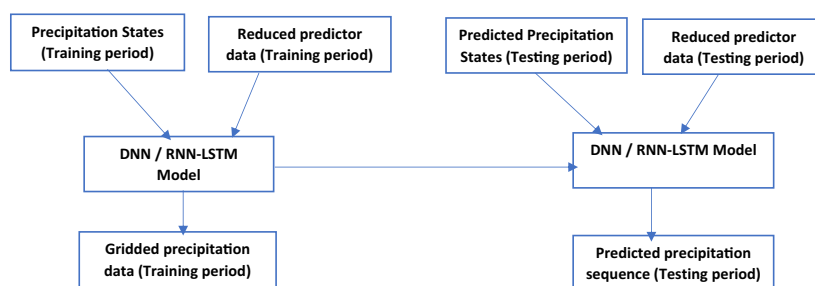 Precipitation States
(Training period)
Reduced predictor
data (Training period)
Predicted Precipitation
States (Testing period)
Reduced predictor
data (Testing period)
DNN / RNN-LSTM
Model
DNN / RNN-LSTM Model
Gridded precipitation
data (Training period)
Predicted precipitation
sequence (Testing period)